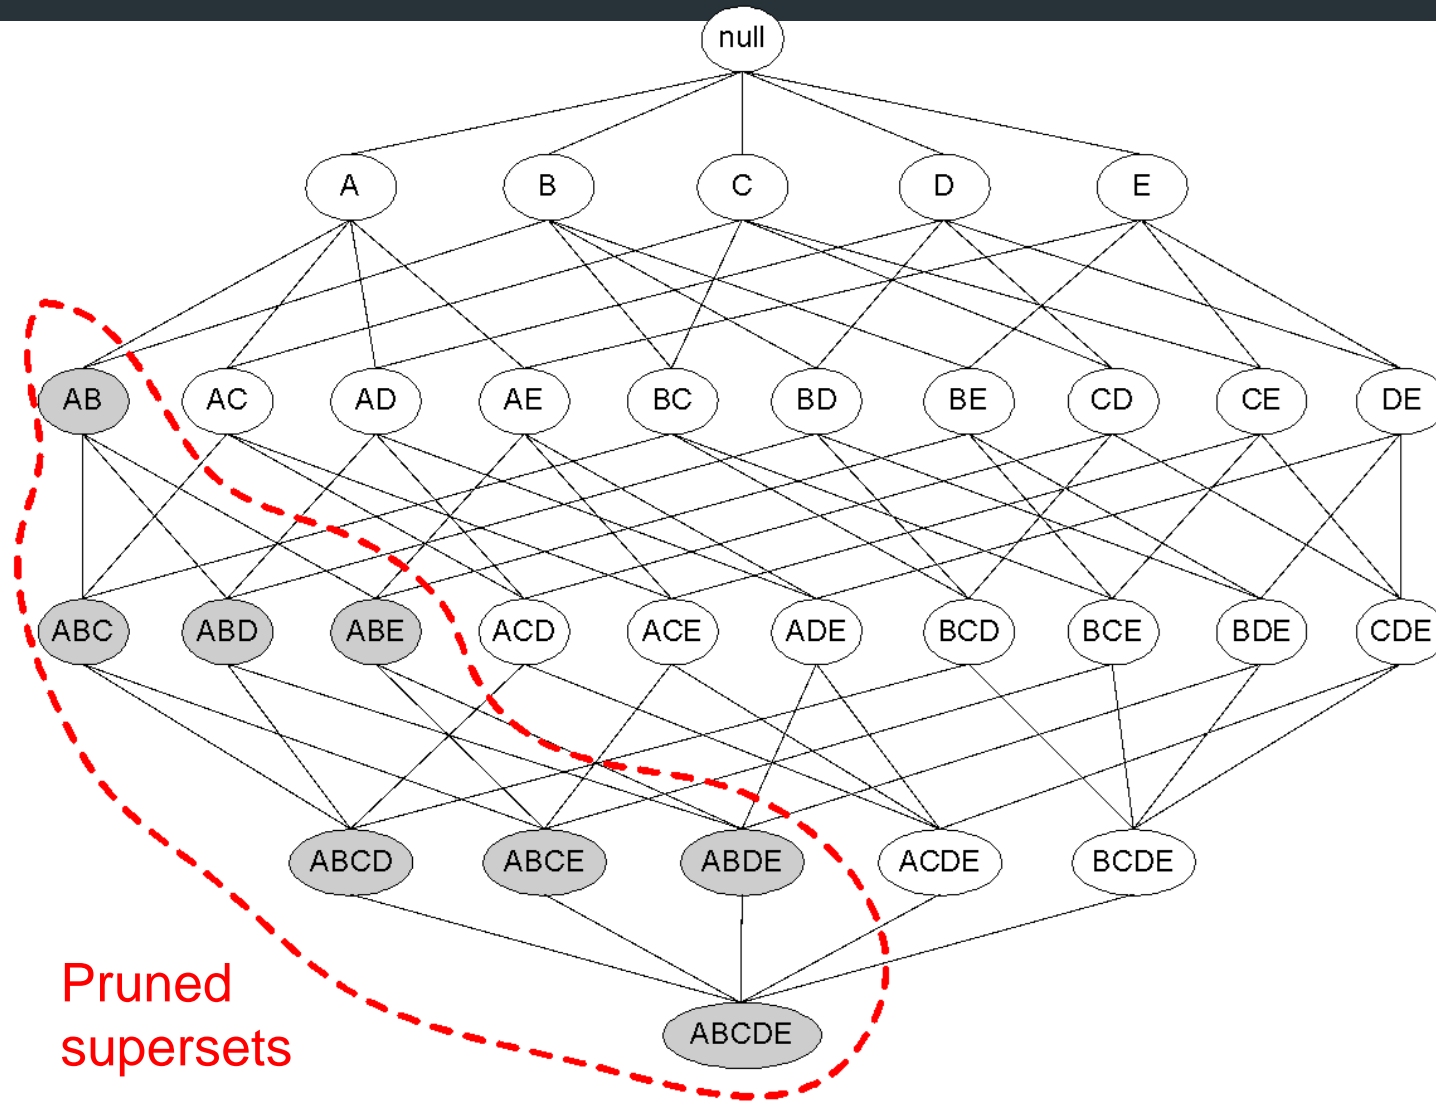 null
A B C D E
AB AC AD AE BC BD BE CD CE DE
ABC ABD ABE ACD ACE ADE BCD BCE BDE CDE
ABCD ABCE ABDE ACDE BCDE
Pruned
supersets
ABCDE